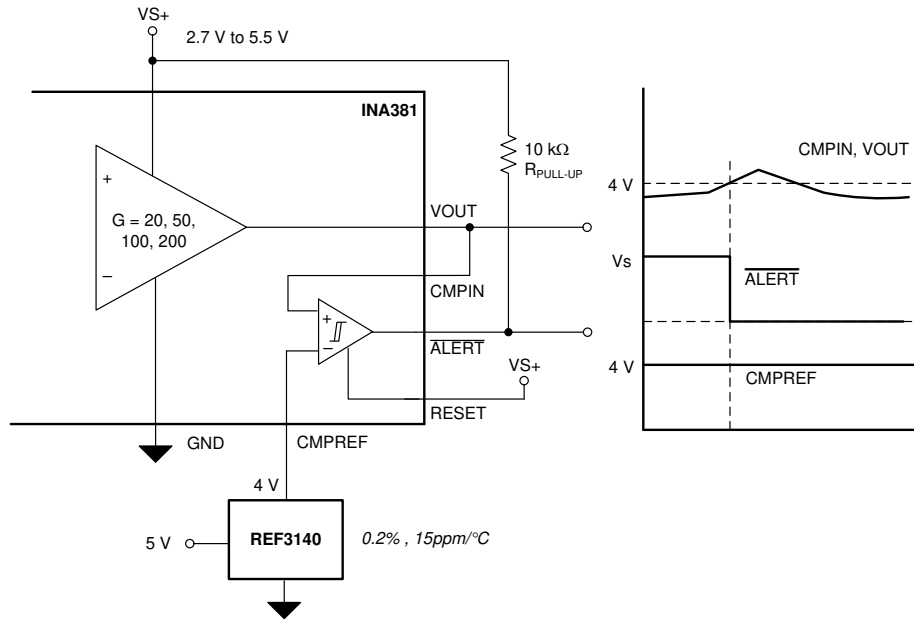 VS+
2.7 V to 5.5 V
INA381
+
G = 20, 50,
100, 200
–
10 kΩ
RPULL-UP
VOUT
CMPIN
+
–
ALERT
VS+
RESET
GND
CMPREF
4 V
5 V
REF3140
0.2% , 15ppm/°C
CMPIN, VOUT
4 V
Vs
ALERT
4 V
CMPREF